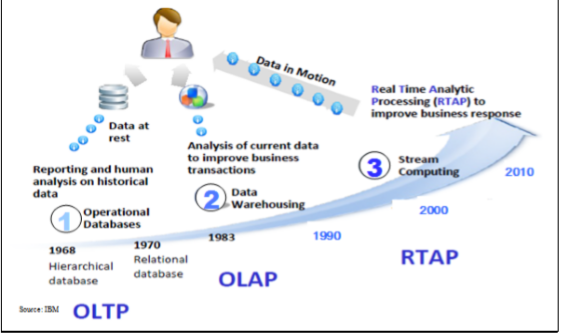 Data in Motion
Real Time Analytic
Processing (RTAP) to
improve business response
Data at
rest
Analysis of current data
to improve business
transactions
Reporting and human
analysis on historical
data
3 Stream
Computing
2010
2 Data
Warehousing
2000
1 Operational
Databases
1983
1990
1970
1968
Relational
database
Hierarchical
database
RTAP
OLAP
Source: IBM
OLTP